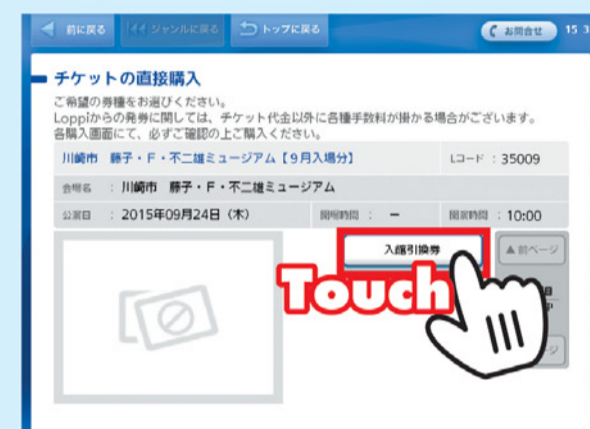 前に戻る
ジャンルに戻る
トップに戻る
お問合せ
15
チケットの直接購入
ご希望の券種をお選びください。
Loppiからの発券に関しては、チケット代金以外に各種手数料が掛かる場合がございます。
各購入画面にて、必ずご確認の上ご購入ください。
川崎市 藤子・F・不二雄ミュージアム【9月入場分】 Lコード : 35009
会場名 : 川崎市 藤子・F・不二雄ミュージアム
公演日 : 2015年09月24日（木） 開場時間 : ー 開演時間 : 10:00
入館引換券
▲前ページ
Touch